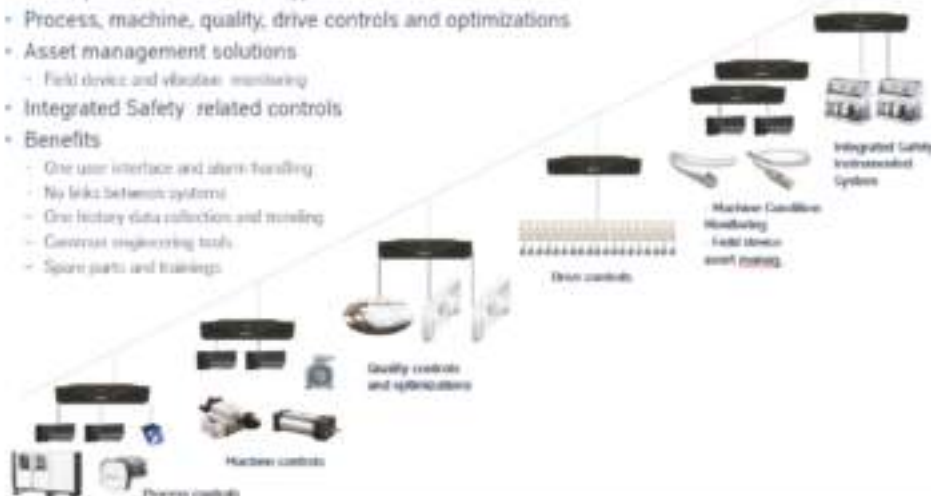 • Process, machine, quality, drive controls and optimizations
• Asset management solutions
- Field device and vibration monitoring
• Integrated Safety related controls
• Benefits
- One user interface and alarm handling
- No links between systems
- One history data collection and trending
- Common engineering tools
- Spare parts and trainings
Integrated Safety
Instrumented
System
Machine Condition
Monitoring
Field device
asset manag.
Drive controls
Quality controls
and optimizations
Machine controls
Process controls